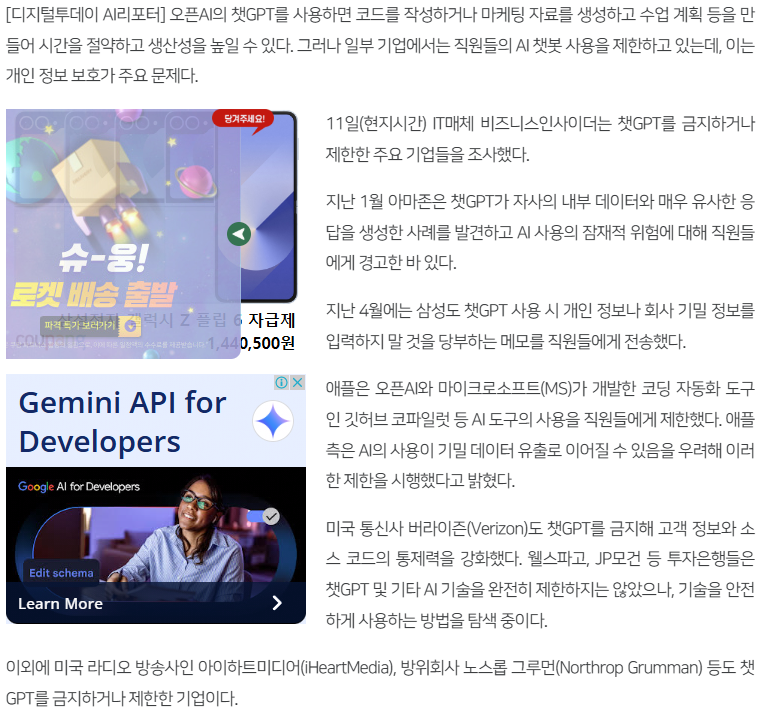 [디지털투데이 AI리포터] 오픈AI의 챗GPT를 사용하면 코드를 작성하거나 마케팅 자료를 생성하고 수업 계획 등을 만
들어 시간을 절약하고 생산성을 높일 수 있다. 그러나 일부 기업에서는 직원들의 AI 챗봇 사용을 제한하고 있는데, 이는
개인 정보 보호가 주요 문제다.
당겨주세요!
슈-웅!
로켓 배송 출발
파격 특가 보러가기
삼성전자 갤럭시 Z 플립 6 자급제
coupang
1,440,500원
Gemini API for
Developers
Google AI for Developers
Edit schema
Learn More
11일(현지시간) IT매체 비즈니스인사이더는 챗GPT를 금지하거나
제한한 주요 기업들을 조사했다.
지난 1월 아마존은 챗GPT가 자사의 내부 데이터와 매우 유사한 응
답을 생성한 사례를 발견하고 AI 사용의 잠재적 위험에 대해 직원들
에게 경고한 바 있다.
지난 4월에는 삼성도 챗GPT 사용 시 개인 정보나 회사 기밀 정보를
입력하지 말 것을 당부하는 메모를 직원들에게 전송했다.
애플은 오픈AI와 마이크로소프트(MS)가 개발한 코딩 자동화 도구
인 깃허브 코파일럿 등 AI 도구의 사용을 직원들에게 제한했다. 애플
측은 AI의 사용이 기밀 데이터 유출로 이어질 수 있음을 우려해 이러
한 제한을 시행했다고 밝혔다.
미국 통신사 버라이즌(Verizon)도 챗GPT를 금지해 고객 정보와 소
스 코드의 통제력을 강화했다. 웰스파고, JP모건 등 투자은행들은
챗GPT 및 기타 AI 기술을 완전히 제한하지는 않았으나, 기술을 안전
하게 사용하는 방법을 탐색 중이다.
이외에 미국 라디오 방송사인 아이하트미디어(iHeartMedia), 방위회사 노스롭 그루먼(Northrop Grumman) 등도 챗
GPT를 금지하거나 제한한 기업이다.